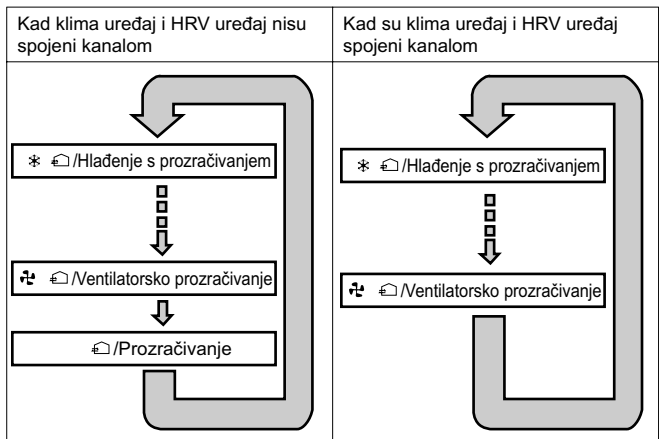 Kad klima uređaj i HRV uređaj nisu
spojeni kanalom
/Hlađenje s prozračivanjem
/Ventilatorsko prozračivanje
/Prozračivanje
Kad su klima uređaj i HRV uređaj
spojeni kanalom
/Hlađenje s prozračivanjem
/Ventilatorsko prozračivanje